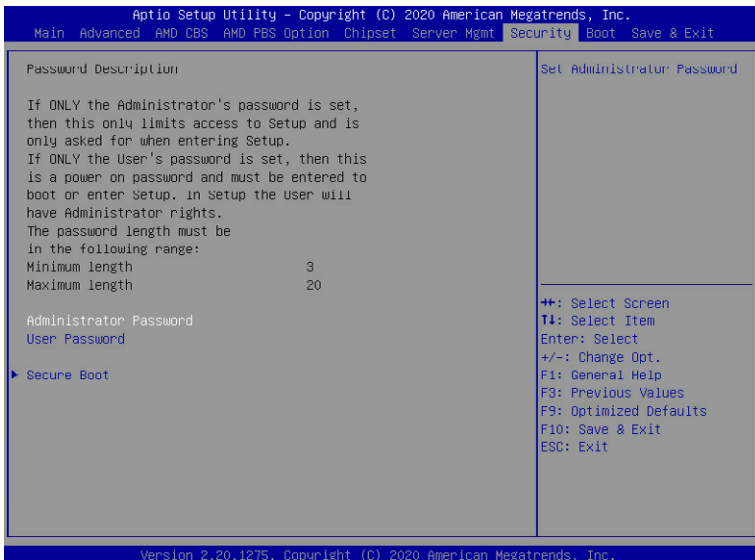 Aptio Setup Utility – Copyright (C) 2020 American Megatrends, Inc.
Main Advanced AMD CBS AMD PBS Option Chipset Server Mgmt Security Boot Save & Exit
Password Description
If ONLY the Administrator's password is set,
then this only limits access to Setup and is
only asked for when entering Setup.
If ONLY the User's password is set, then this
is a power on password and must be entered to
boot or enter Setup. In Setup the User will
have Administrator rights.
The password length must be
in the following range:
Minimum length 3
Maximum length 20
Administrator Password
User Password
Secure Boot
Set Administrator Password
→←: Select Screen
↑↓: Select Item
Enter: Select
+/-: Change Opt.
F1: General Help
F3: Previous Values
F9: Optimized Defaults
F10: Save & Exit
ESC: Exit
Version 2.20.1275. Copyright (C) 2020 American Megatrends, Inc.